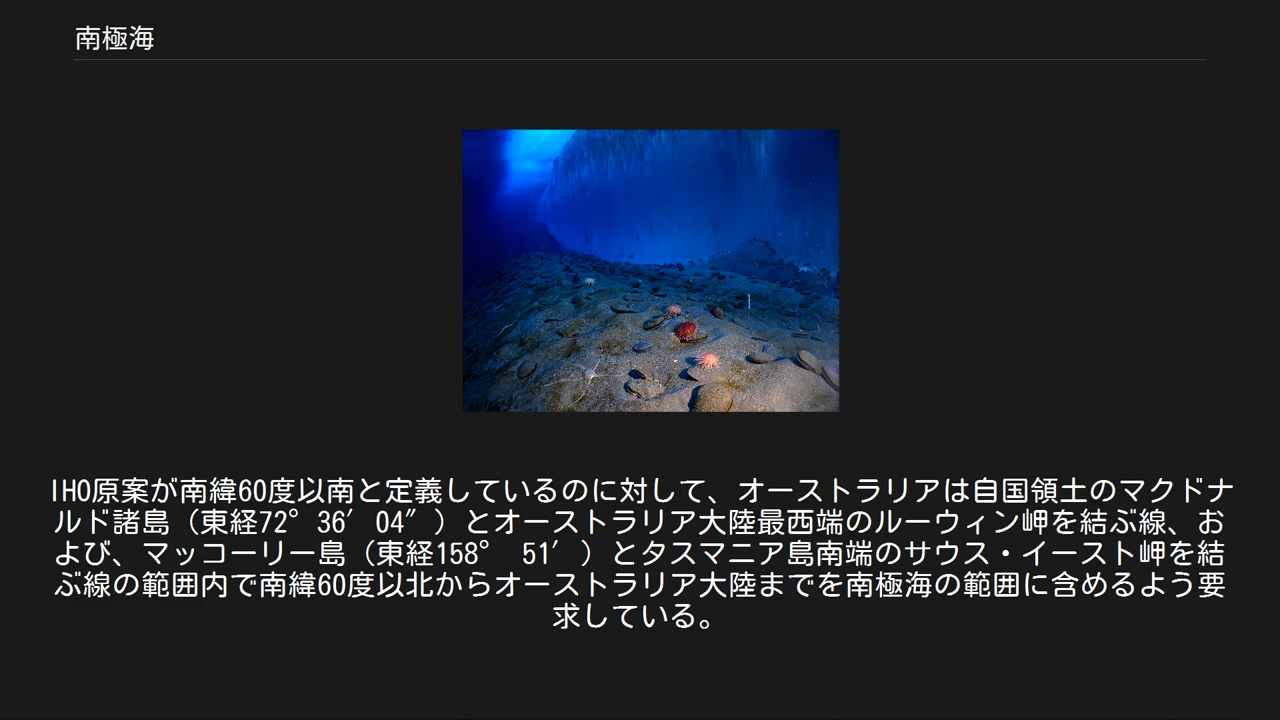 南極海
IHO原案が南緯60度以南と定義しているのに対して、オーストラリアは自国領土のマクドナ
ルド諸島（東経72°36′04″）とオーストラリア大陸最西端のルーウィン岬を結ぶ線、お
よび、マッコーリー島（東経158° 51′）とタスマニア島南端のサウス・イースト岬を結
ぶ線の範囲内で南緯60度以北からオーストラリア大陸までを南極海の範囲に含めるよう要
求している。